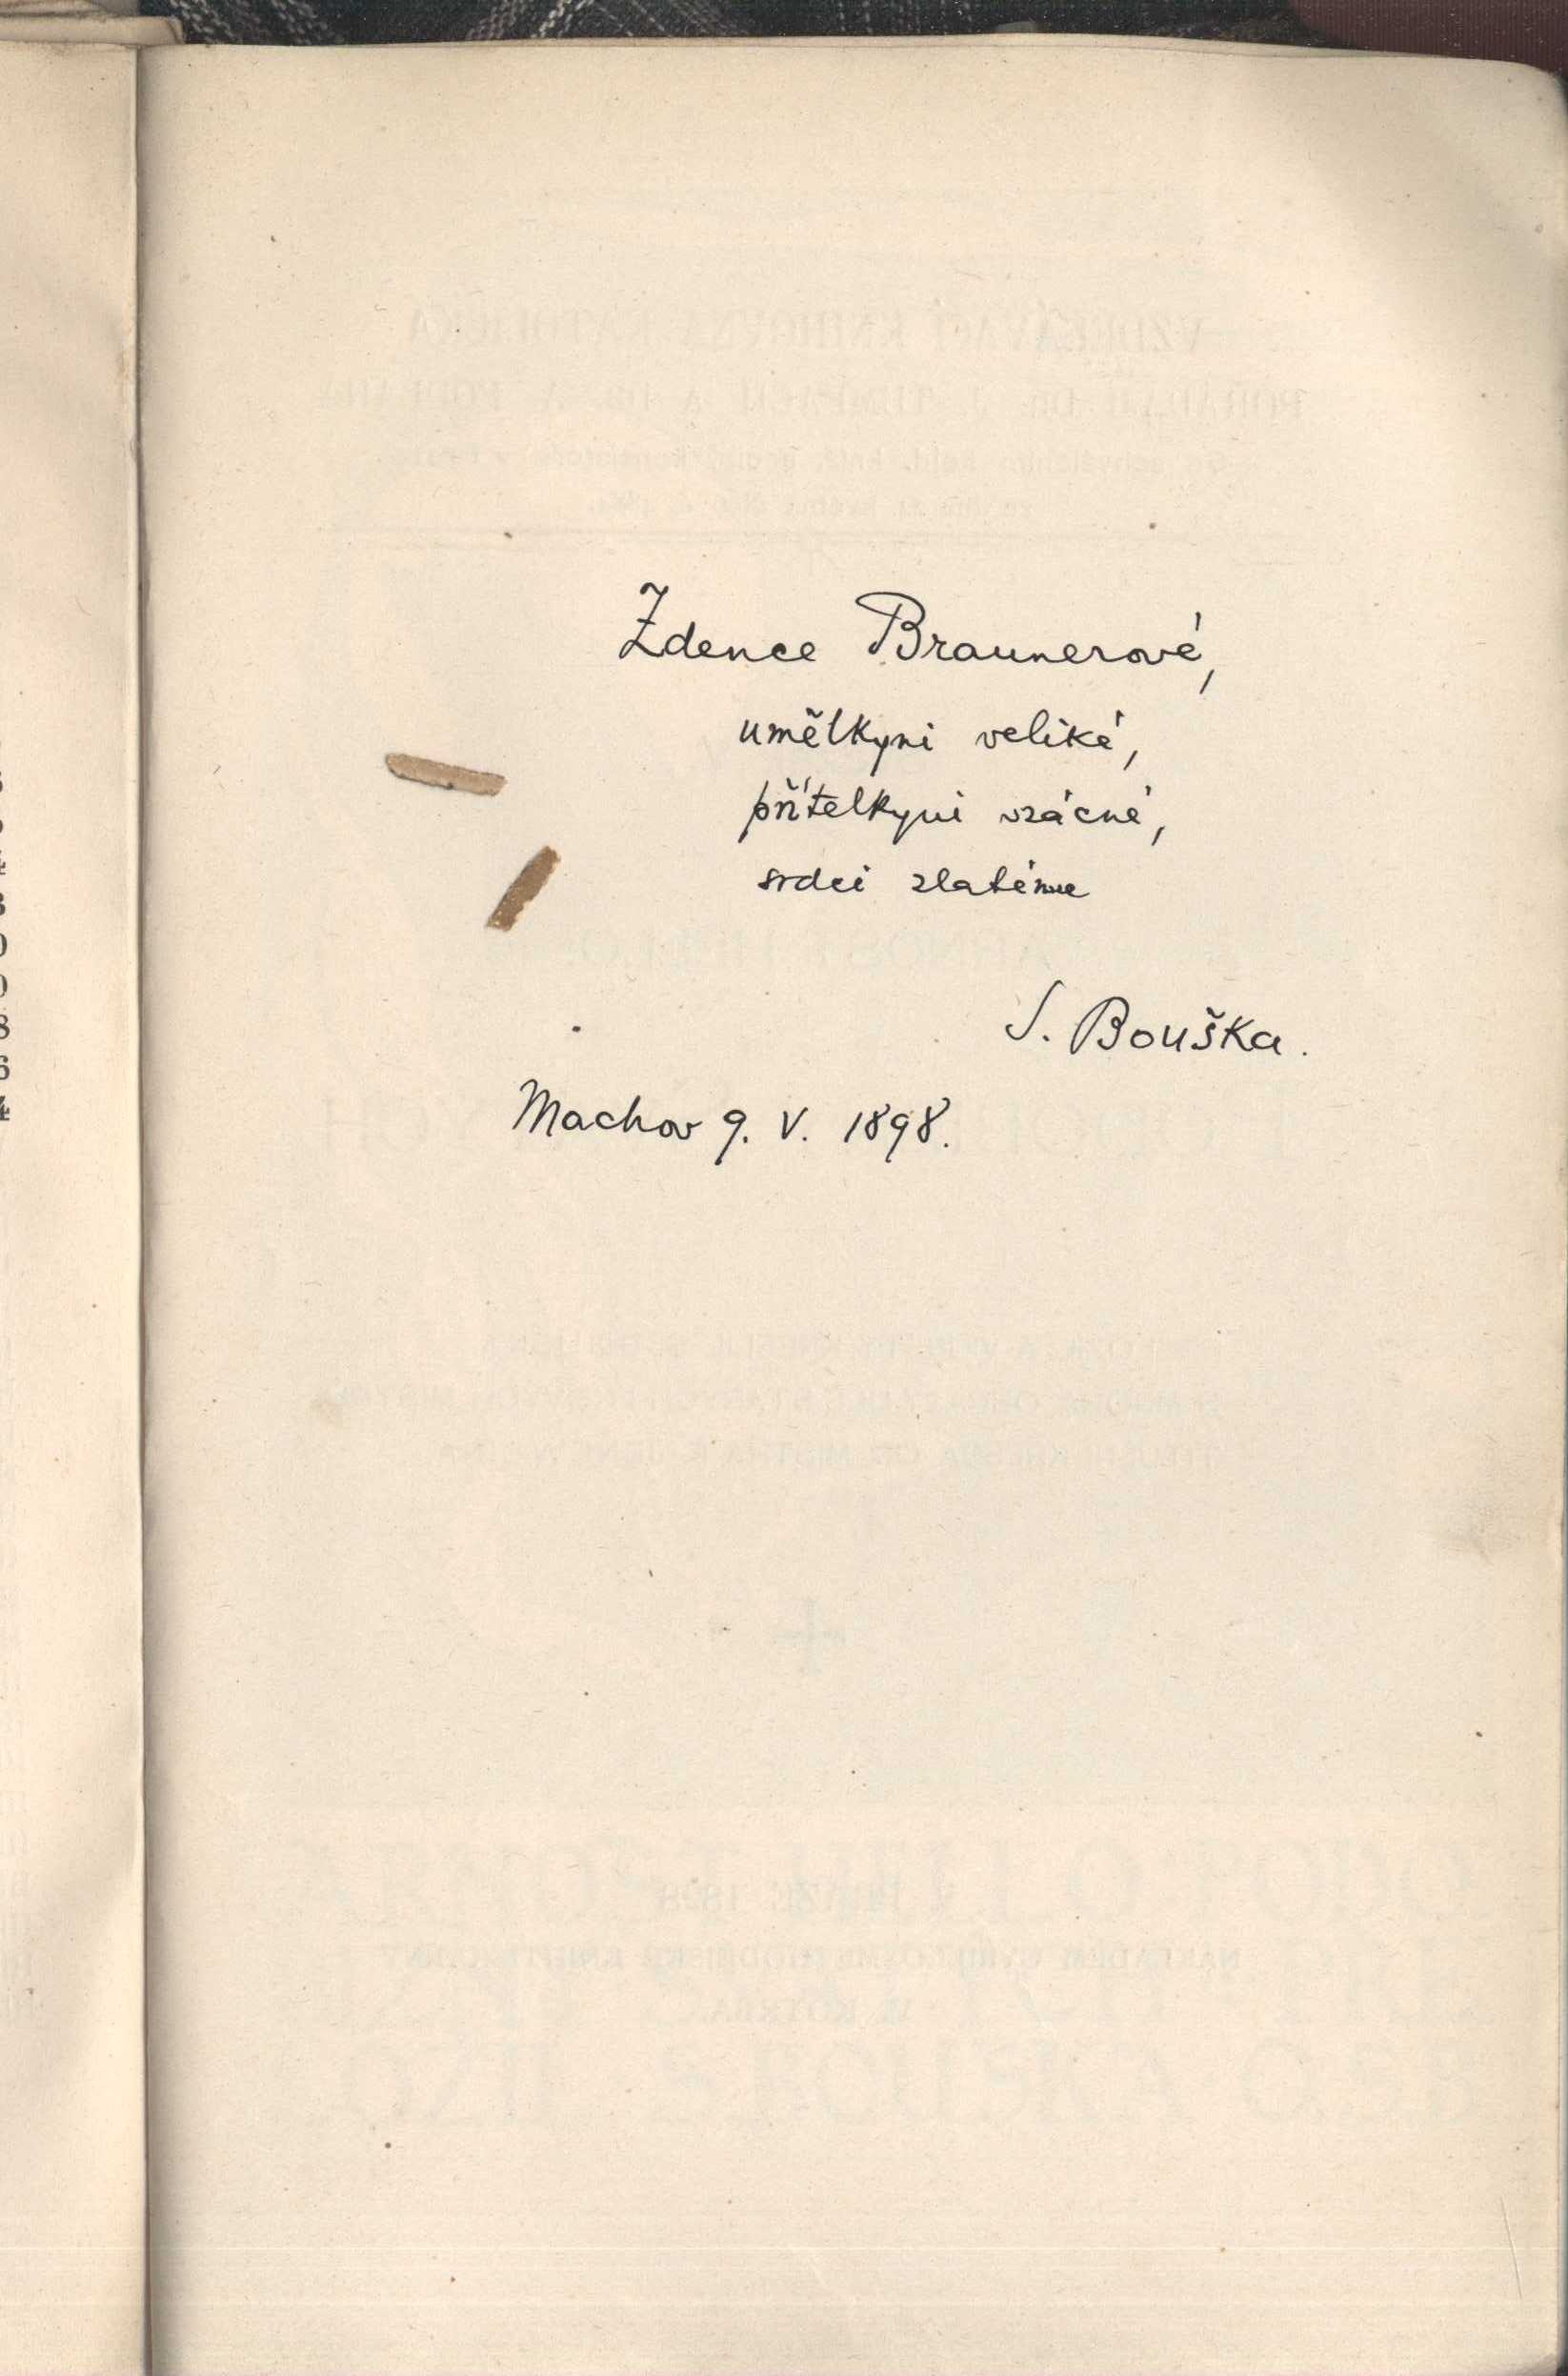 Zdence Braunerové,
umělkyni veliké,
přítelkyni vzácné,
srdci zlatému
S. Bouška.
Machov 9. V. 1898.